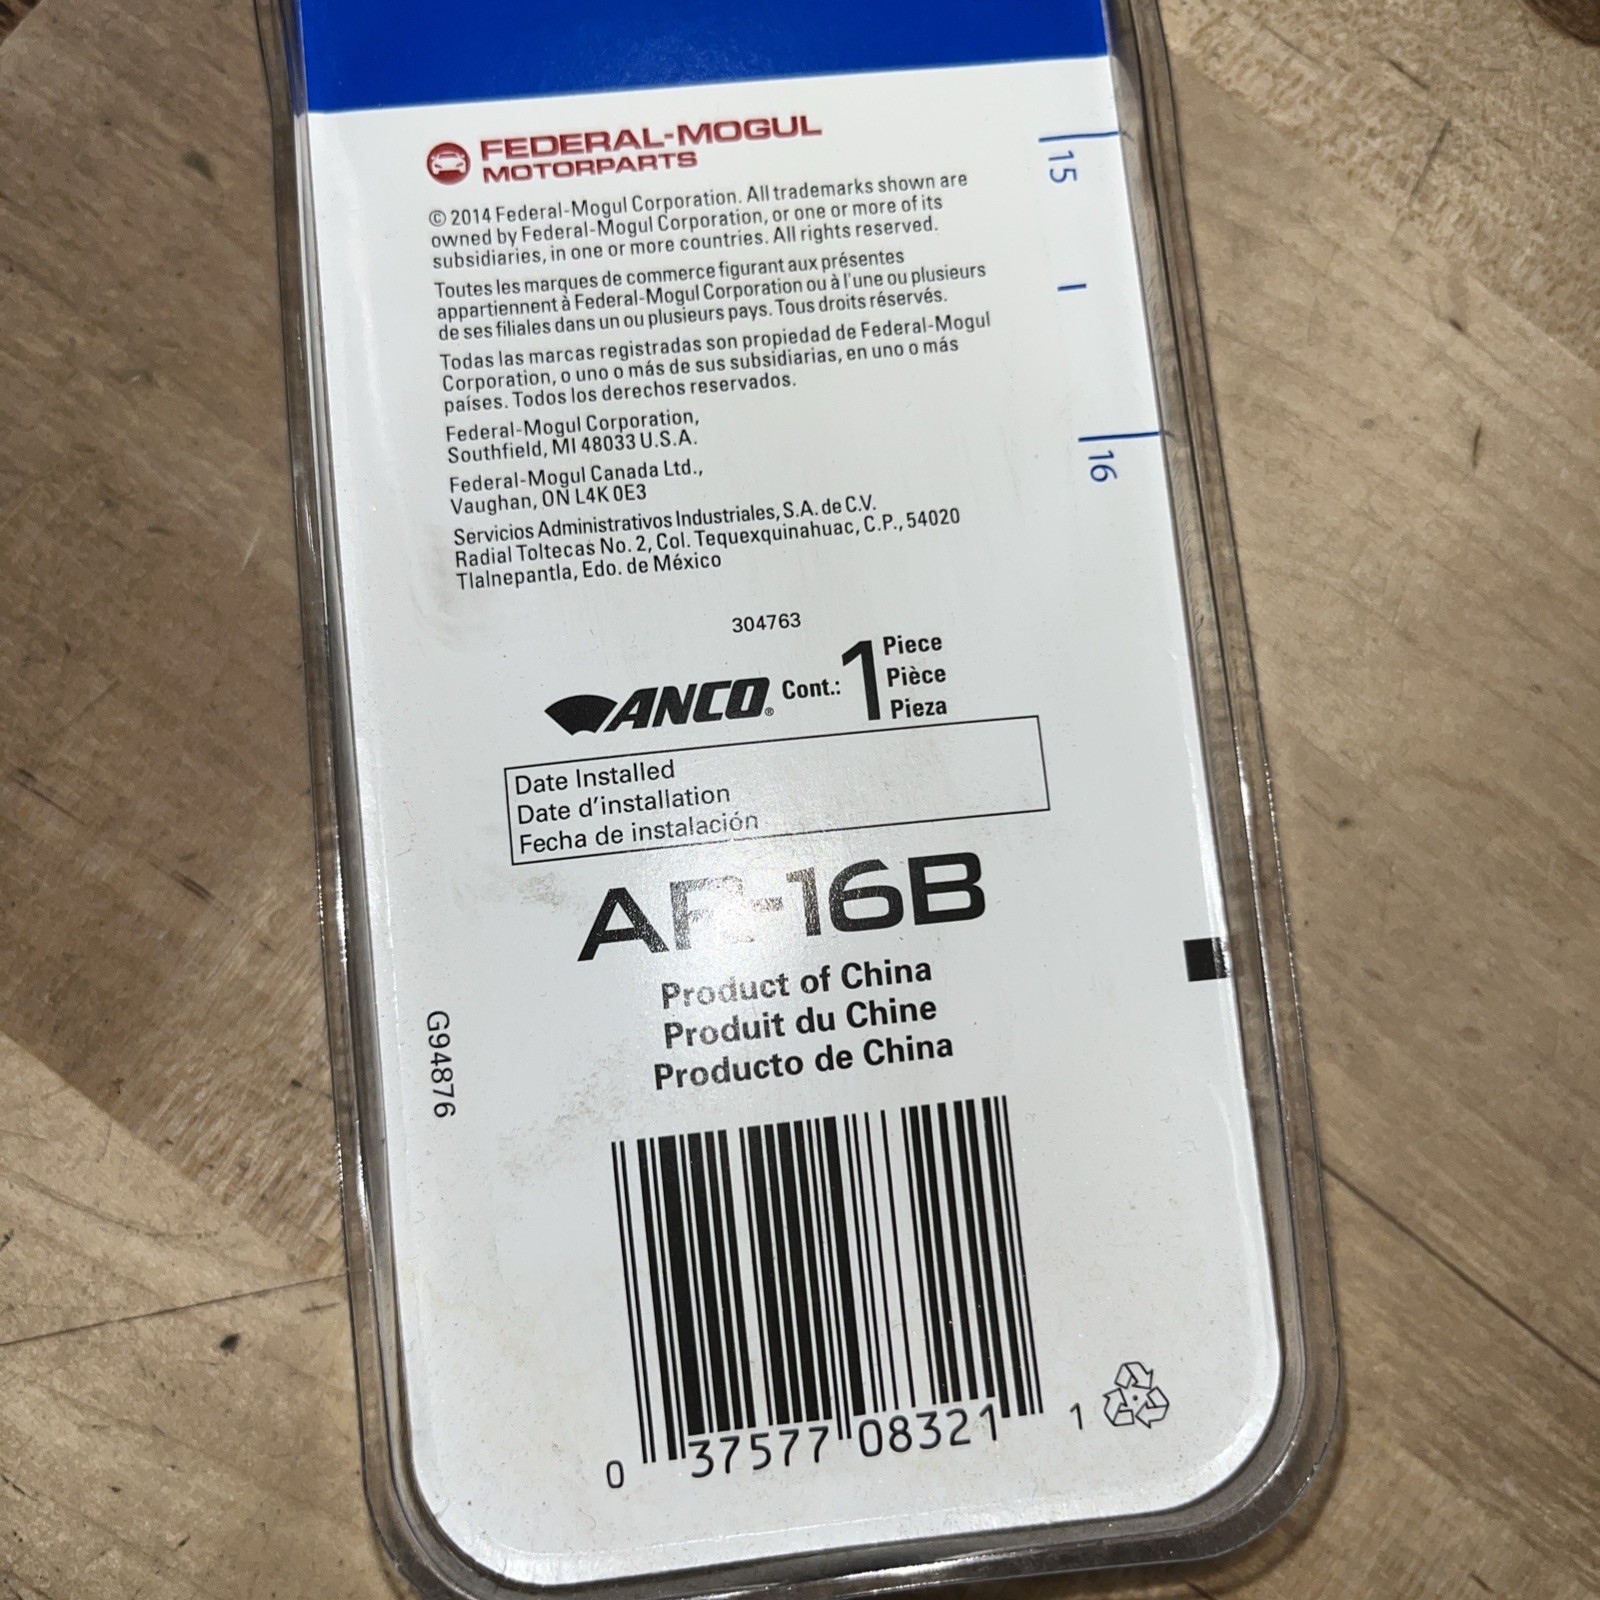 FEDERAL-MOGUL
MOTORPARTS
© 2014 Federal-Mogul Corporation. All trademarks shown are
owned by Federal-Mogul Corporation, or one or more of its
subsidiaries, in one or more countries. All rights reserved.
Toutes les marques de commerce figurant aux présentes
appartiennent à Federal-Mogul Corporation ou à l'une ou plusieurs
de ses filiales dans un ou plusieurs pays. Tous droits réservés.
Todas las marcas registradas son propiedad de Federal-Mogul
Corporation, o uno o más de sus subsidiarias, en uno o más
países. Todos los derechos reservados.
Federal-Mogul Corporation,
Southfield, MI 48033 U.S.A.
Federal-Mogul Canada Ltd.,
Vaughan, ON L4K 0E3
Servicios Administrativos Industriales, S.A. de C.V.
Radial Toltecas No. 2, Col. Tequexquinahuac, C.P., 54020
Tlalnepantla, Edo. de México
15
16
304763
ANCO® Cont.: 1
Piece
Pièce
Pieza
Date Installed
Date d'installation
Fecha de instalación
AR-16B
Product of China
Produit du Chine
Producto de China
G94876
0 37577 08321 1